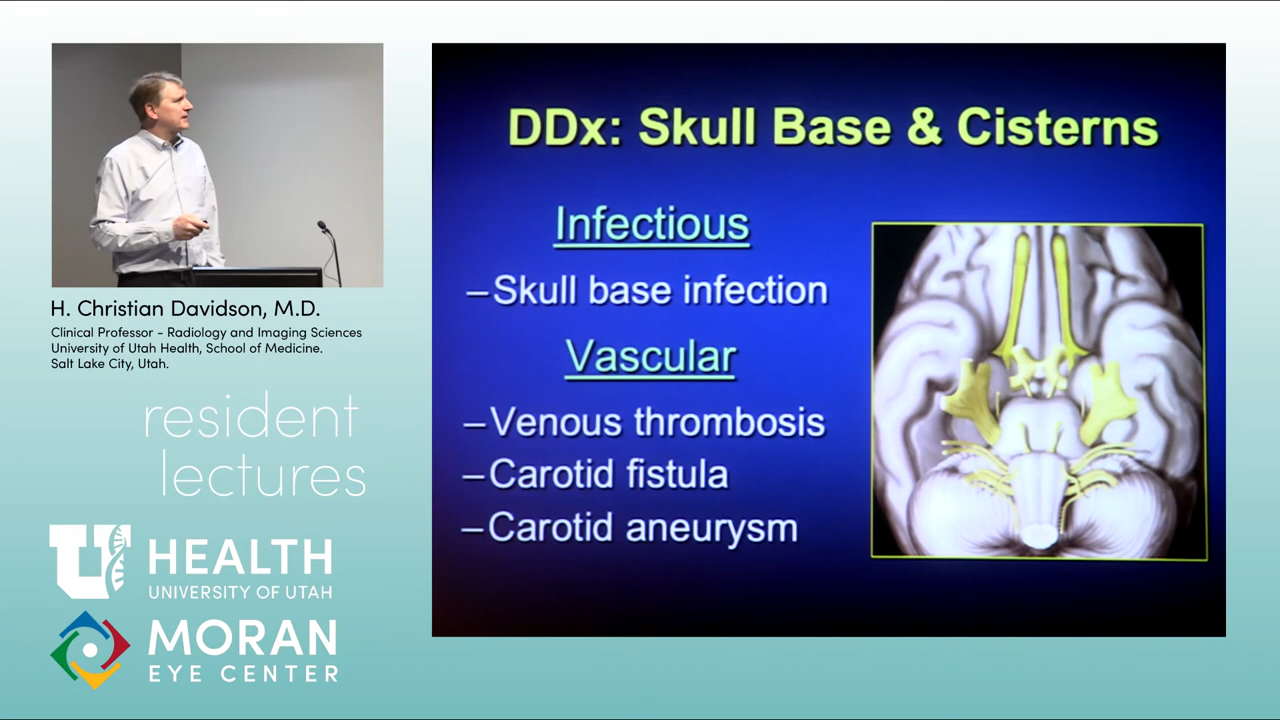 H. Christian Davidson, M.D.
Clinical Professor - Radiology and Imaging Sciences
University of Utah Health, School of Medicine.
Salt Lake City, Utah.
resident
lectures
U HEALTH
UNIVERSITY OF UTAH
MORAN
EYE CENTER
DDx: Skull Base & Cisterns
Infectious
–Skull base infection
Vascular
–Venous thrombosis
–Carotid fistula
–Carotid aneurysm